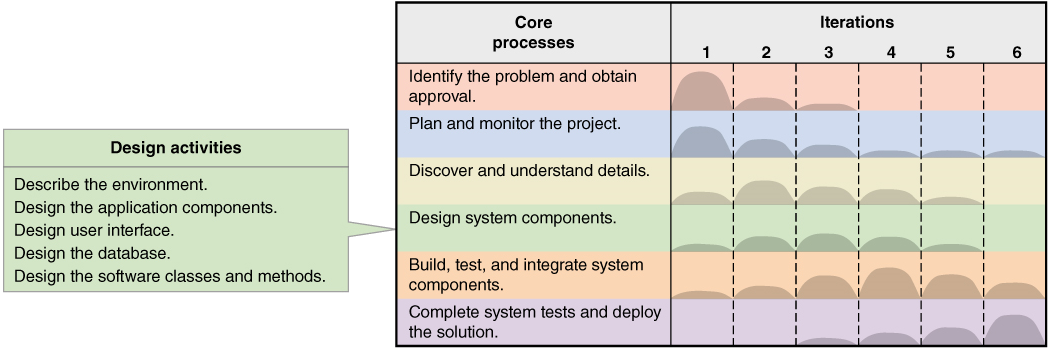 Design activities
Describe the environment.
Design the application components.
Design user interface.
Design the database.
Design the software classes and methods.
Core
processes
Iterations
1 2 3 4 5 6
Identify the problem and obtain
approval.
Plan and monitor the project.
Discover and understand details.
Design system components.
Build, test, and integrate system
components.
Complete system tests and deploy
the solution.